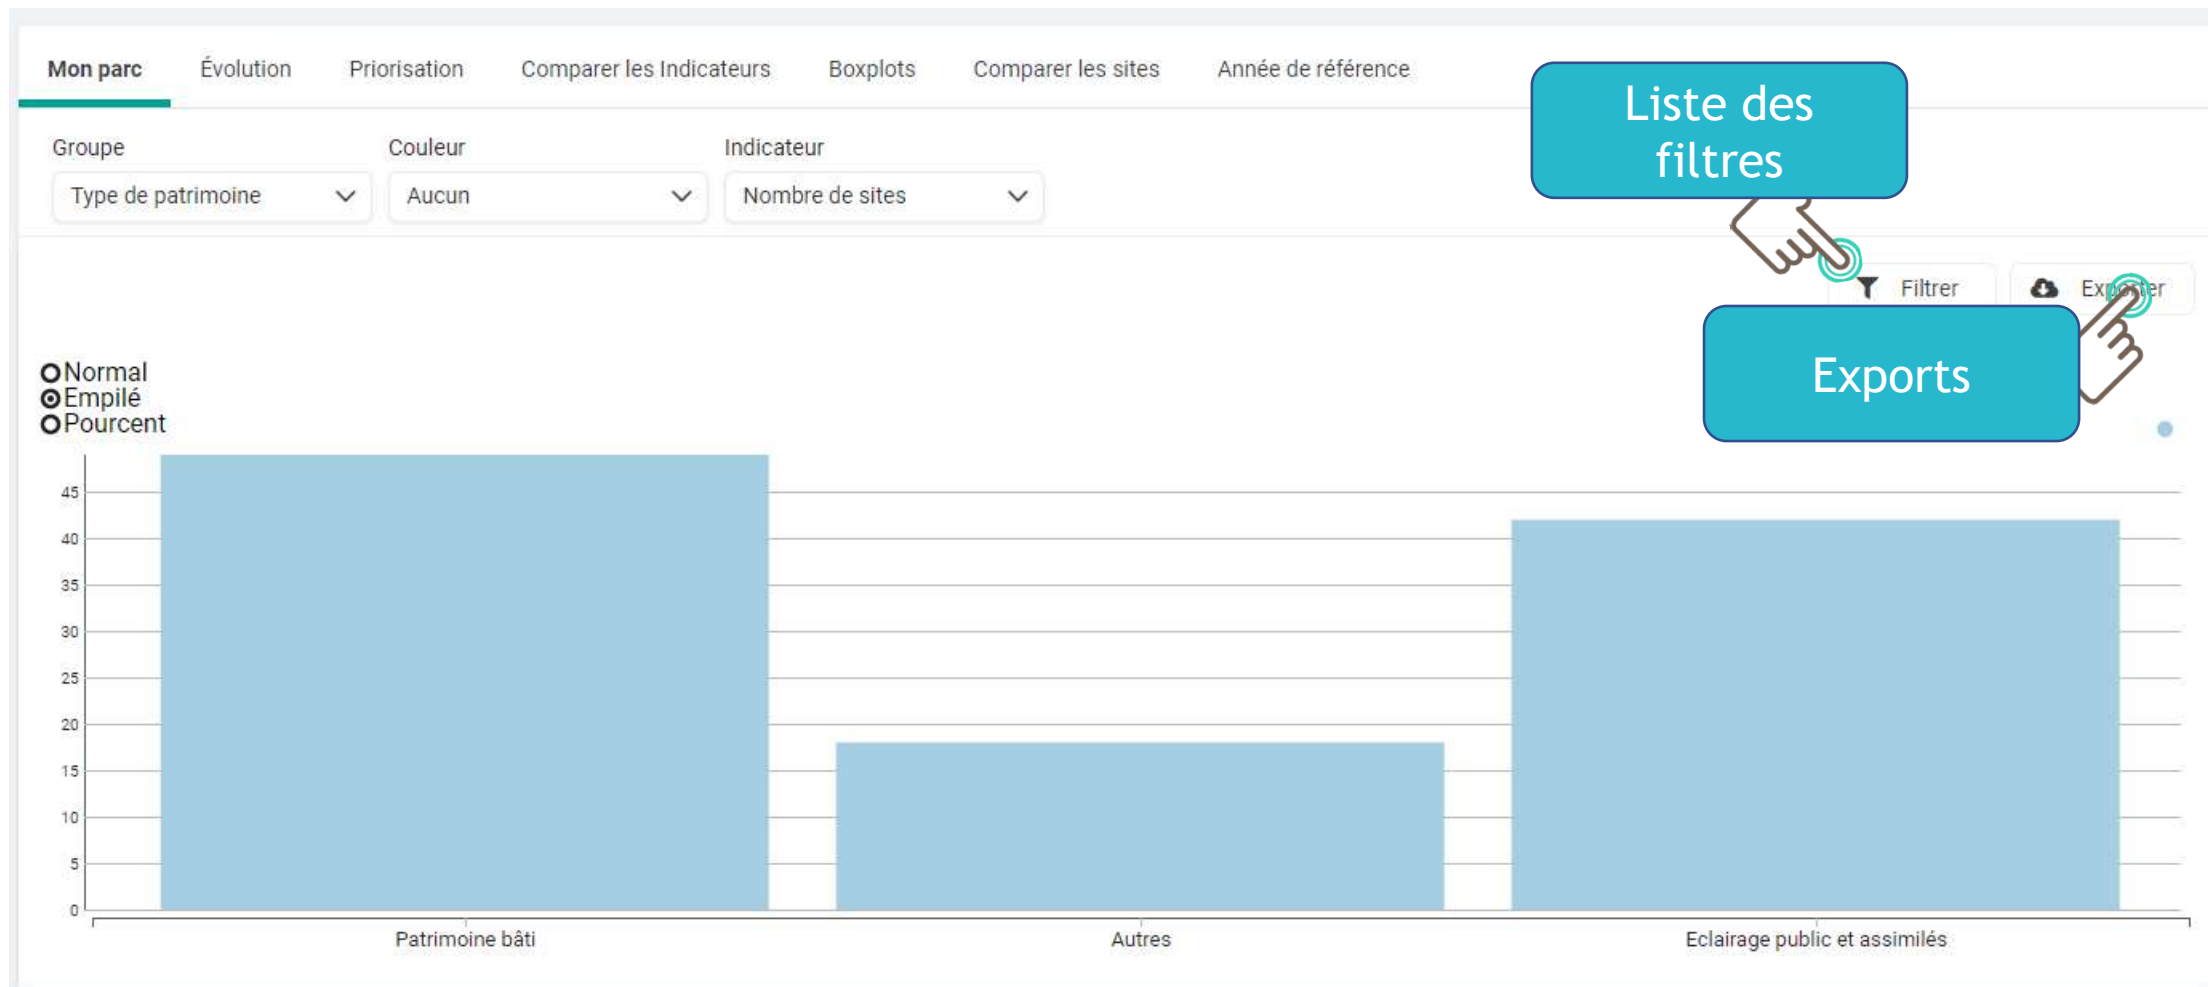 Mon parc Évolution Priorisation Comparer les Indicateurs Boxplots Comparer les sites Année de référence
Liste des
filtres
Groupe Couleur Indicateur
Type de patrimoine Aucun Nombre de sites
Filtrer Exporter
Exports
Normal
Empilé
Pourcent
45
40
35
30
25
20
15
10
5
0
Patrimoine bâti Autres Eclairage public et assimilés